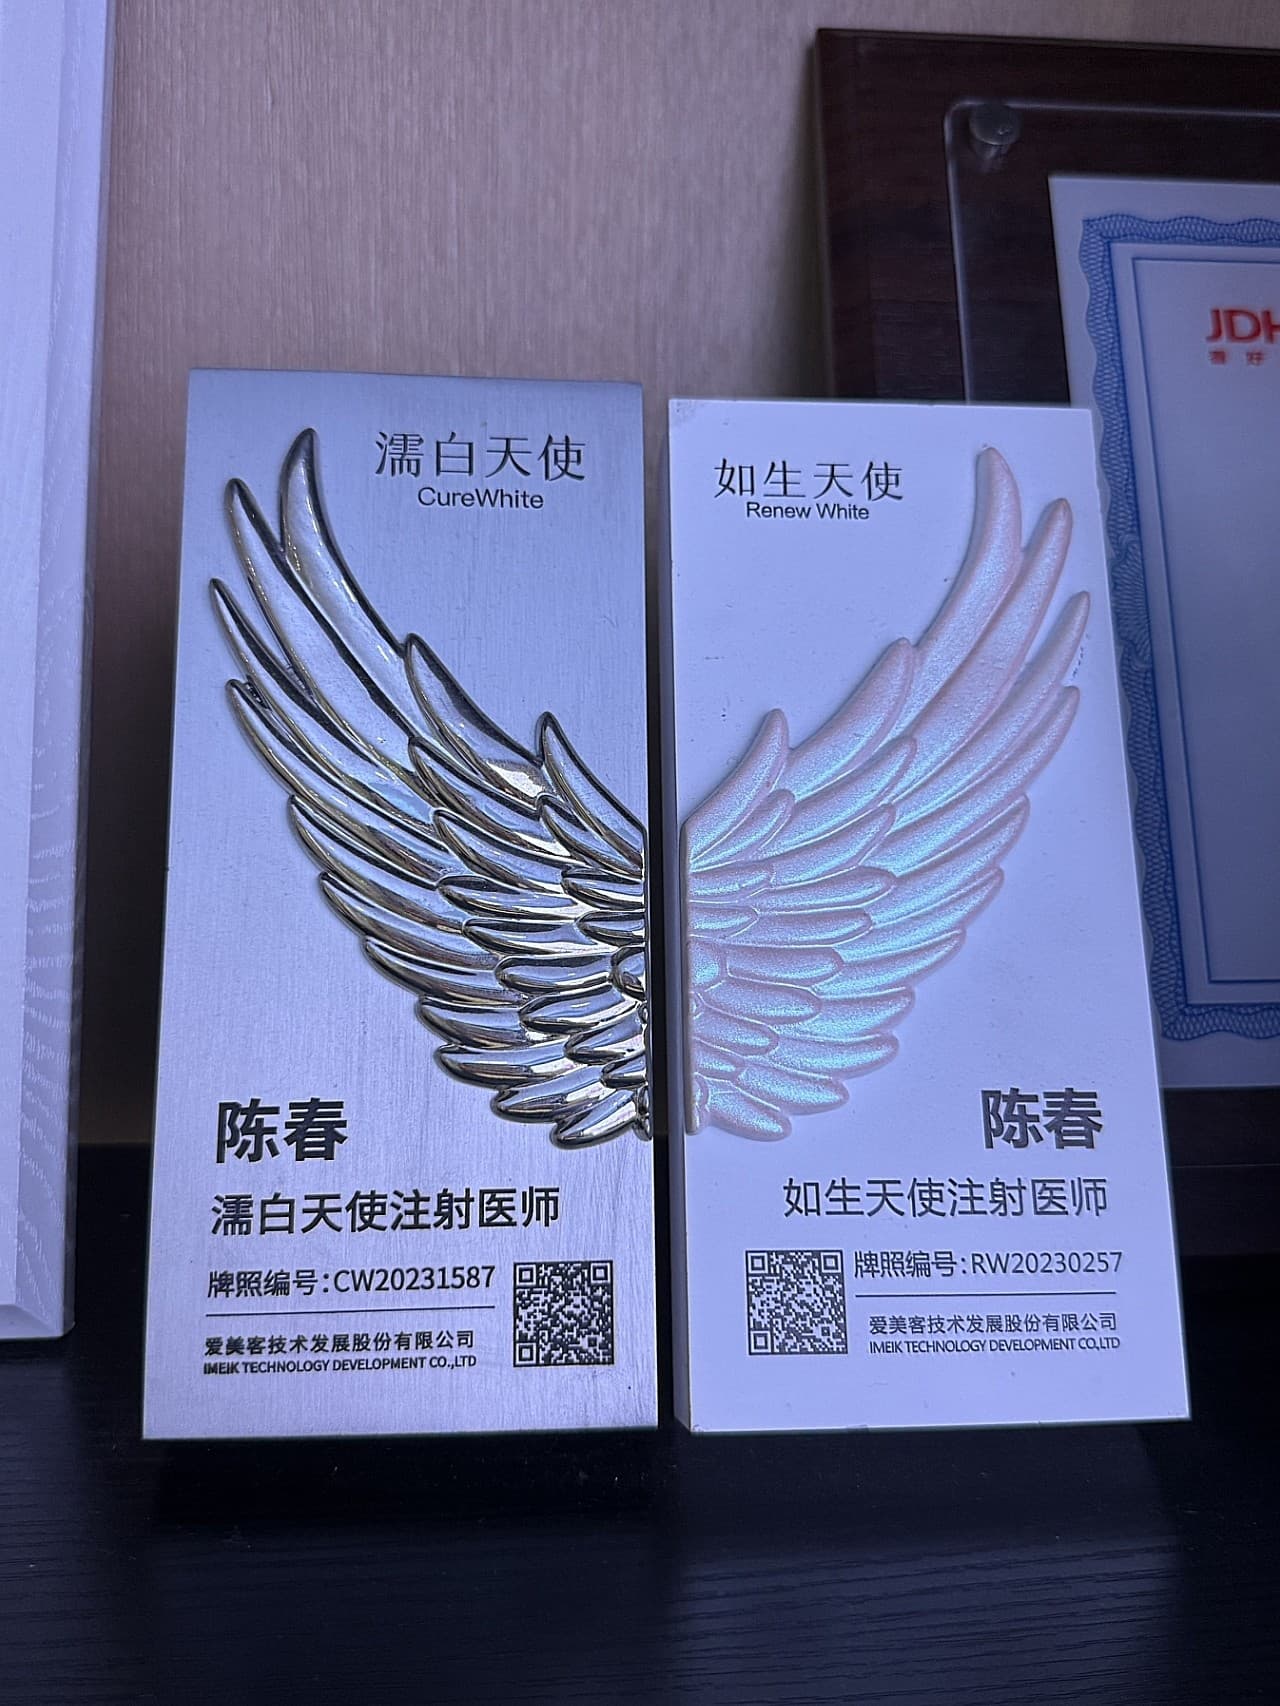 濡白天使
CureWhite
陈春
濡白天使注射医师
牌照编号:CW20231587
爱美客技术发展股份有限公司
IMEIK TECHNOLOGY DEVELOPMENT CO.,LTD
如生天使
Renew White
陈春
如生天使注射医师
牌照编号:RW20230257
爱美客技术发展股份有限公司
IMEIK TECHNOLOGY DEVELOPMENT CO,LTD
JDH